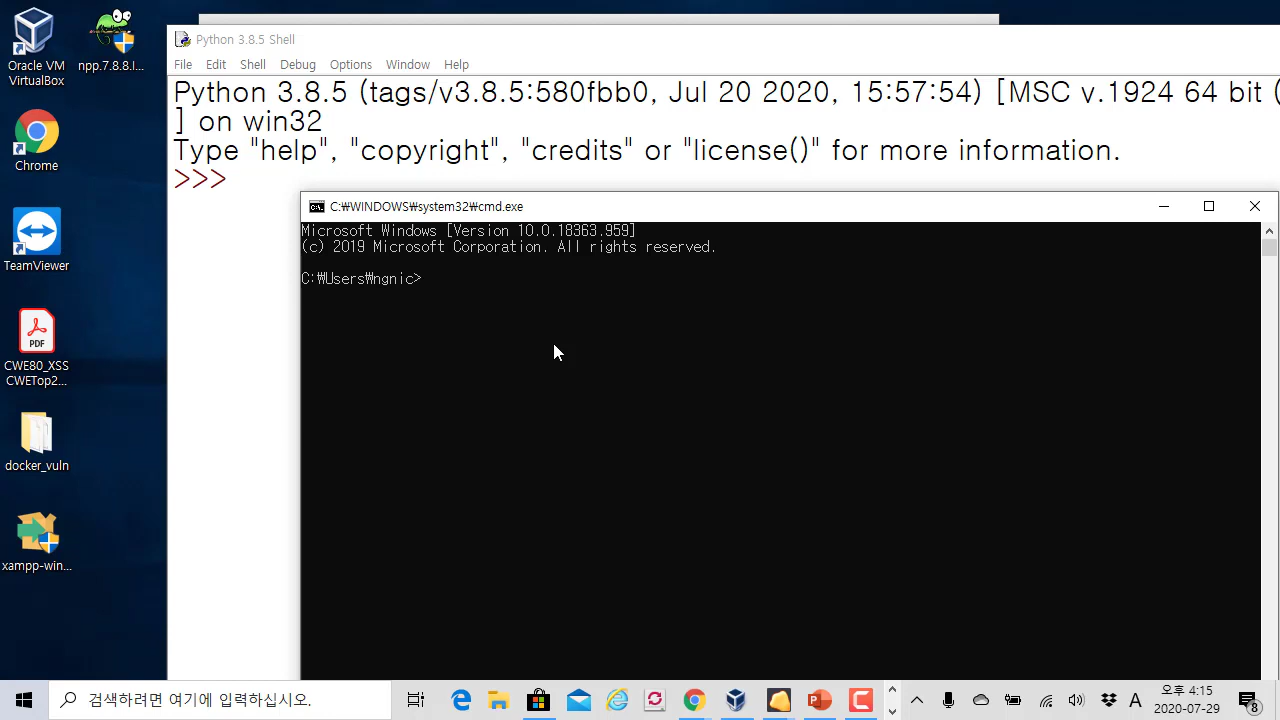 Oracle VM
VirtualBox
npp.7.8.8.I...
Chrome
TeamViewer
PDF
CWE80_XSS
CWETop2...
docker_vuln
xampp-win...
Python 3.8.5 Shell
File Edit Shell Debug Options Window Help
Python 3.8.5 (tags/v3.8.5:580fbb0, Jul 20 2020, 15:57:54) [MSC v.1924 64 bit (
] on win32
Type "help", "copyright", "credits" or "license()" for more information.
>>>
C:₩WINDOWS₩system32₩cmd.exe
Microsoft Windows [Version 10.0.18363.959]
(c) 2019 Microsoft Corporation. All rights reserved.
C:₩Users₩ngnic>
검색하려면 여기에 입력하십시오.
A
오후 4:15
2020-07-29
8